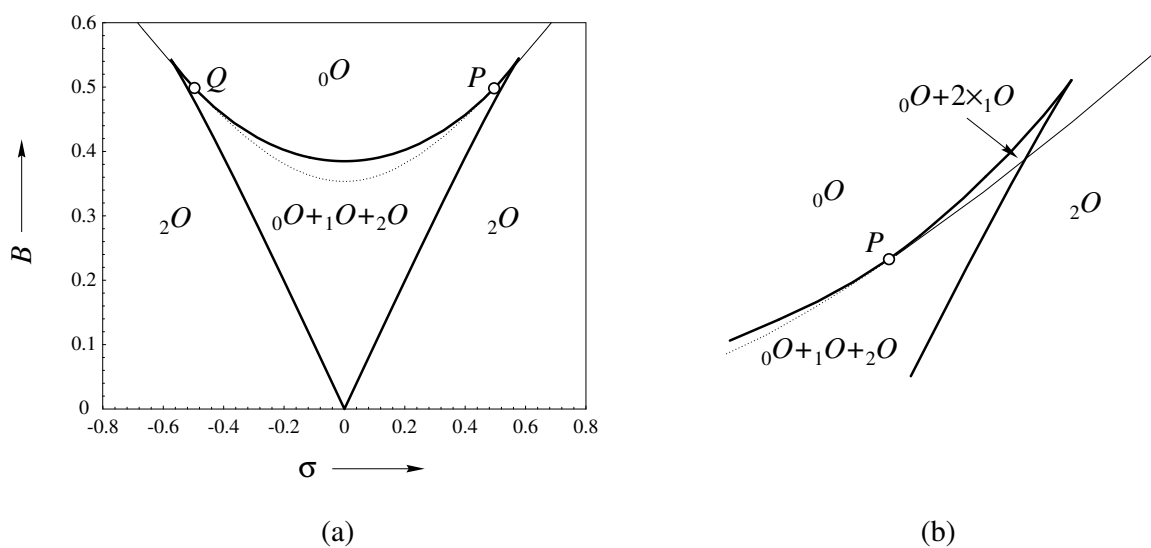 0.6
0.5
0.4
0.3
0.2
0.1
0
B
-0.8 -0.6 -0.4 -0.2 0 0.2 0.4 0.6 0.8
σ
Q
P
₀O
₂O
₀O+₁O+₂O
₂O
(a)
₀O+2×₁O
₀O
₂O
P
₀O+₁O+₂O
(b)